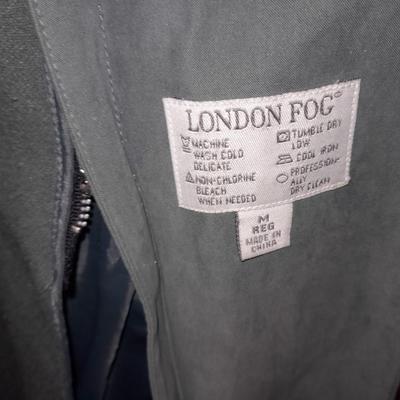 LONDON FOG®
MACHINE
WASH COLD
DELICATE
NON-CHLORINE
BLEACH
WHEN NEEDED
TUMBLE DRY
LOW
COOL IRON
PROFESSION-
ALLY
DRY CLEAN
M
REG
MADE IN
CHINA